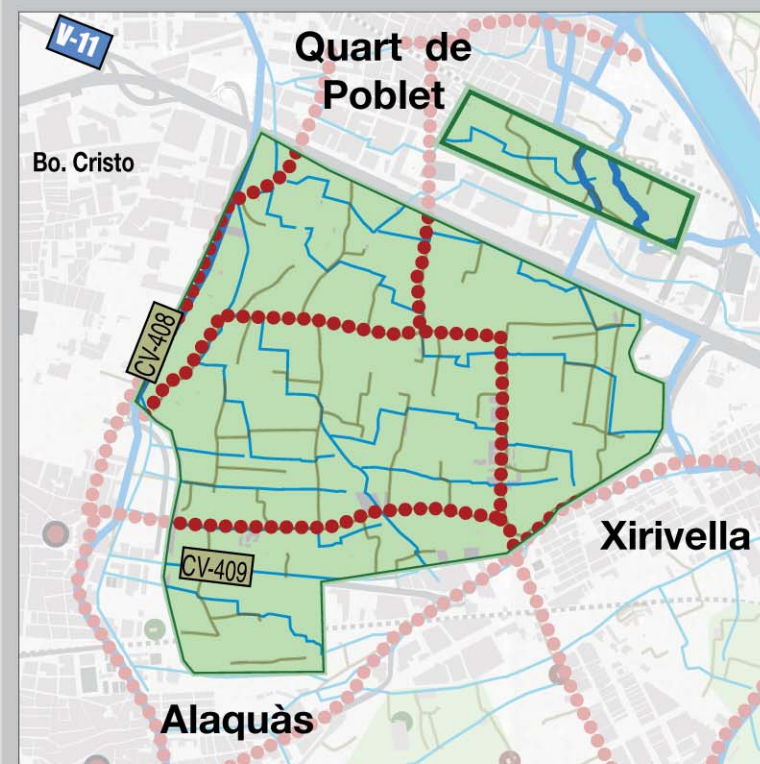 V-11
Quart de
Poblet
Bo. Cristo
CV-408
Xirivella
CV-409
Alaquàs